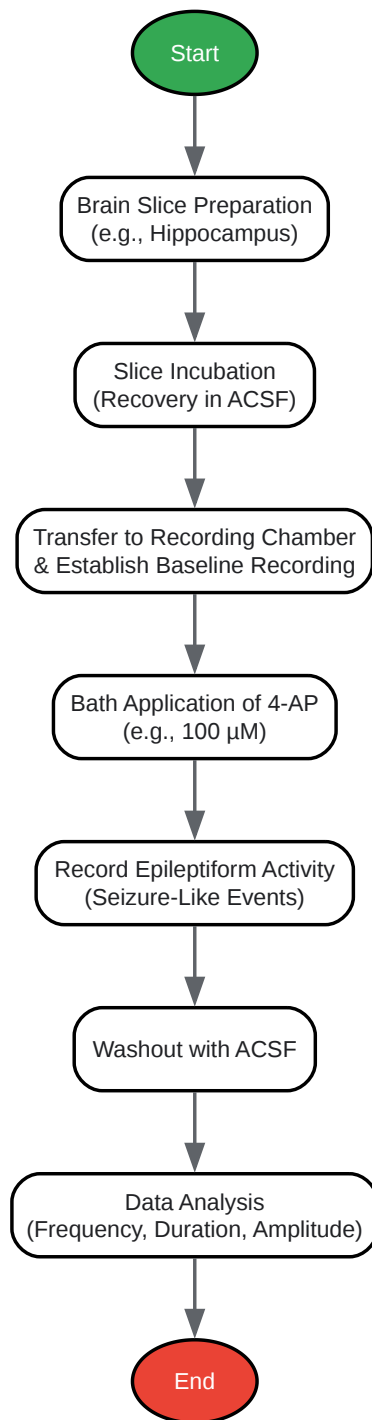 Start
Brain Slice Preparation
(e.g., Hippocampus)
Slice Incubation
(Recovery in ACSF)
Transfer to Recording Chamber
& Establish Baseline Recording
Bath Application of 4-AP
(e.g., 100 µM)
Record Epileptiform Activity
(Seizure-Like Events)
Washout with ACSF
Data Analysis
(Frequency, Duration, Amplitude)
End